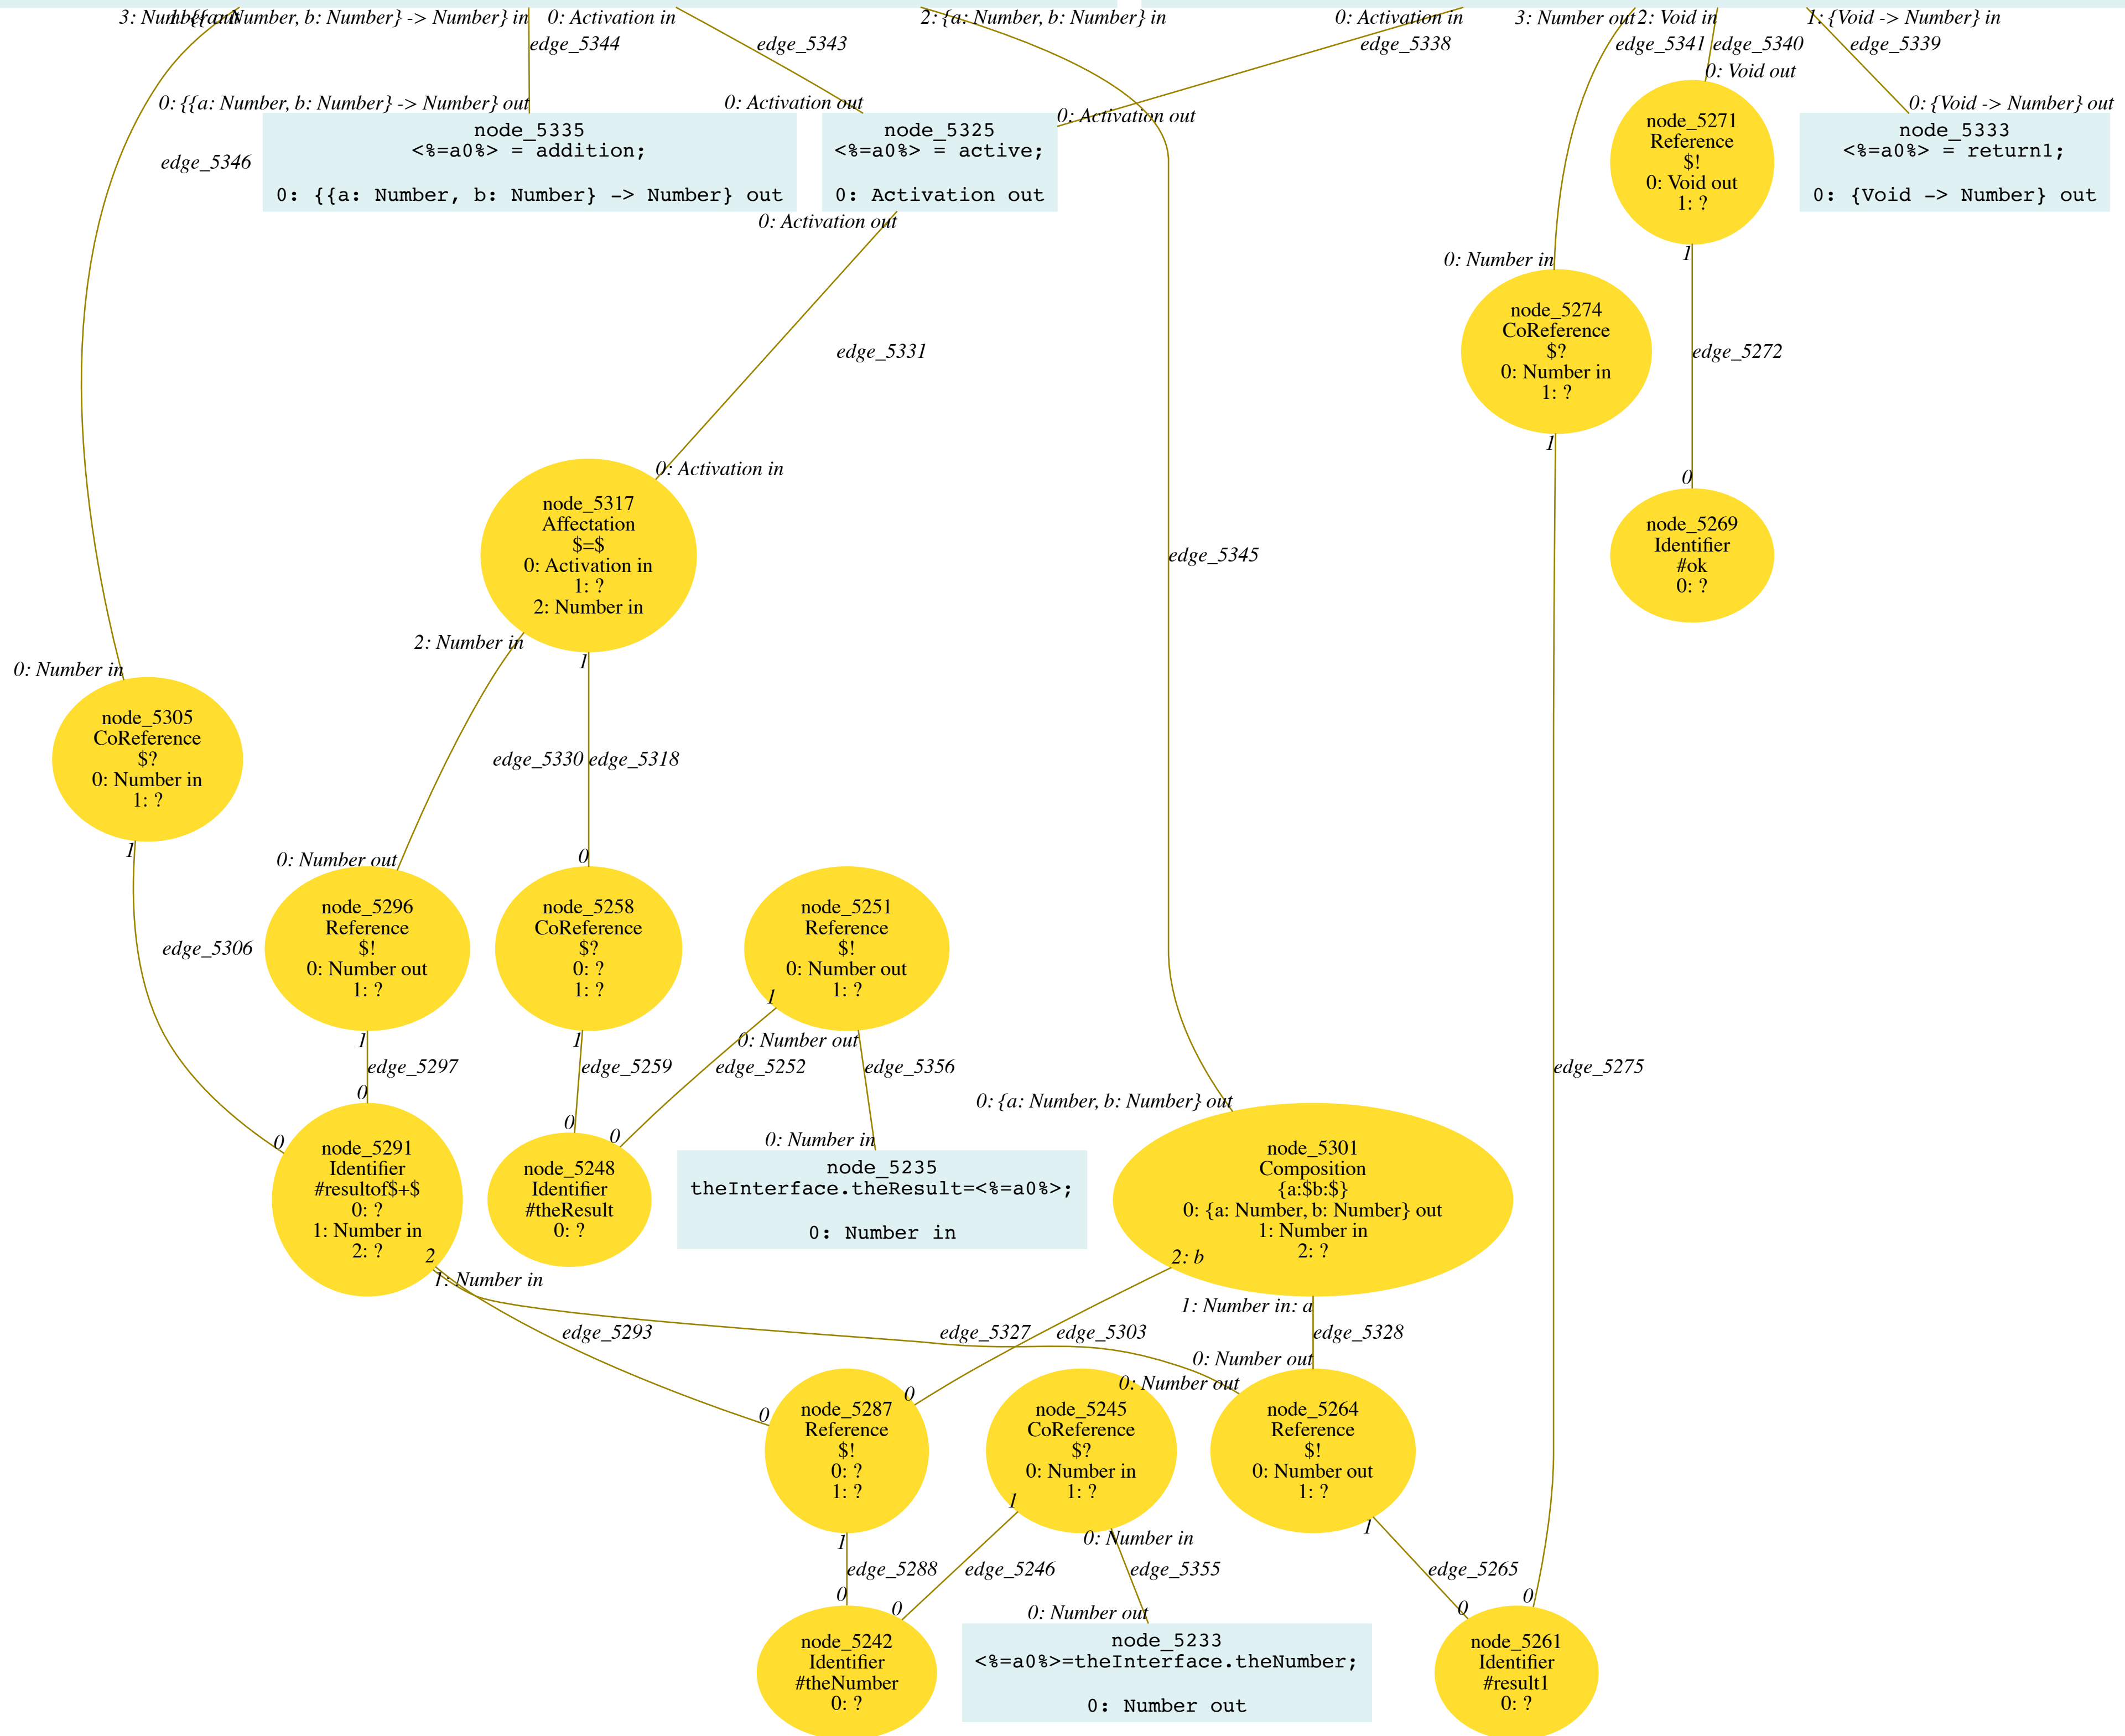 3: Number out
1: {{a: Number, b: Number} -> Number} in
0: Activation in
2: {a: Number, b: Number} in
0: Activation in
3: Number out
2: Void in
1: {Void -> Number} in
edge_5344
edge_5343
edge_5338
edge_5341
edge_5340
edge_5339
0: Void out
0: {{a: Number, b: Number} -> Number} out
0: Activation out
0: Activation out
0: {Void -> Number} out
node_5335
<%=a0%> = addition;
0: {{a: Number, b: Number} -> Number} out
node_5325
<%=a0%> = active;
0: Activation out
node_5271
Reference
$!
0: Void out
1: ?
node_5333
<%=a0%> = return1;
0: {Void -> Number} out
edge_5346
0: Activation out
1
0: Number in
node_5274
CoReference
$?
0: Number in
1: ?
edge_5331
edge_5272
1
0: Activation in
0
node_5317
Affectation
$=$
0: Activation in
1: ?
2: Number in
edge_5345
node_5269
Identifier
#ok
0: ?
2: Number in
1
0: Number in
node_5305
CoReference
$?
0: Number in
1: ?
edge_5330
edge_5318
1
0: Number out
0
node_5296
Reference
$!
0: Number out
1: ?
node_5258
CoReference
$?
0: ?
1: ?
node_5251
Reference
$!
0: Number out
1: ?
edge_5306
1
1
1
0: Number out
edge_5297
edge_5259
edge_5252
edge_5356
edge_5275
0
0
0
0
0: Number in
0: {a: Number, b: Number} out
node_5291
Identifier
#resultof$+$
0: ?
1: Number in
2: ?
node_5248
Identifier
#theResult
0: ?
node_5235
theInterface.theResult=<%=a0%>;
0: Number in
node_5301
Composition
{a:$b:$}
0: {a: Number, b: Number} out
1: Number in
2: ?
2
1: Number in
2: b
1: Number in: a
edge_5293
edge_5327
edge_5303
edge_5328
0: Number out
0: Number out
0
0
node_5287
Reference
$!
0: ?
1: ?
node_5245
CoReference
$?
0: Number in
1: ?
node_5264
Reference
$!
0: Number out
1: ?
1
1
0: Number in
1
edge_5288
edge_5246
edge_5355
edge_5265
0
0
0: Number out
0
0
node_5242
Identifier
#theNumber
0: ?
node_5233
<%=a0%>=theInterface.theNumber;
0: Number out
node_5261
Identifier
#result1
0: ?